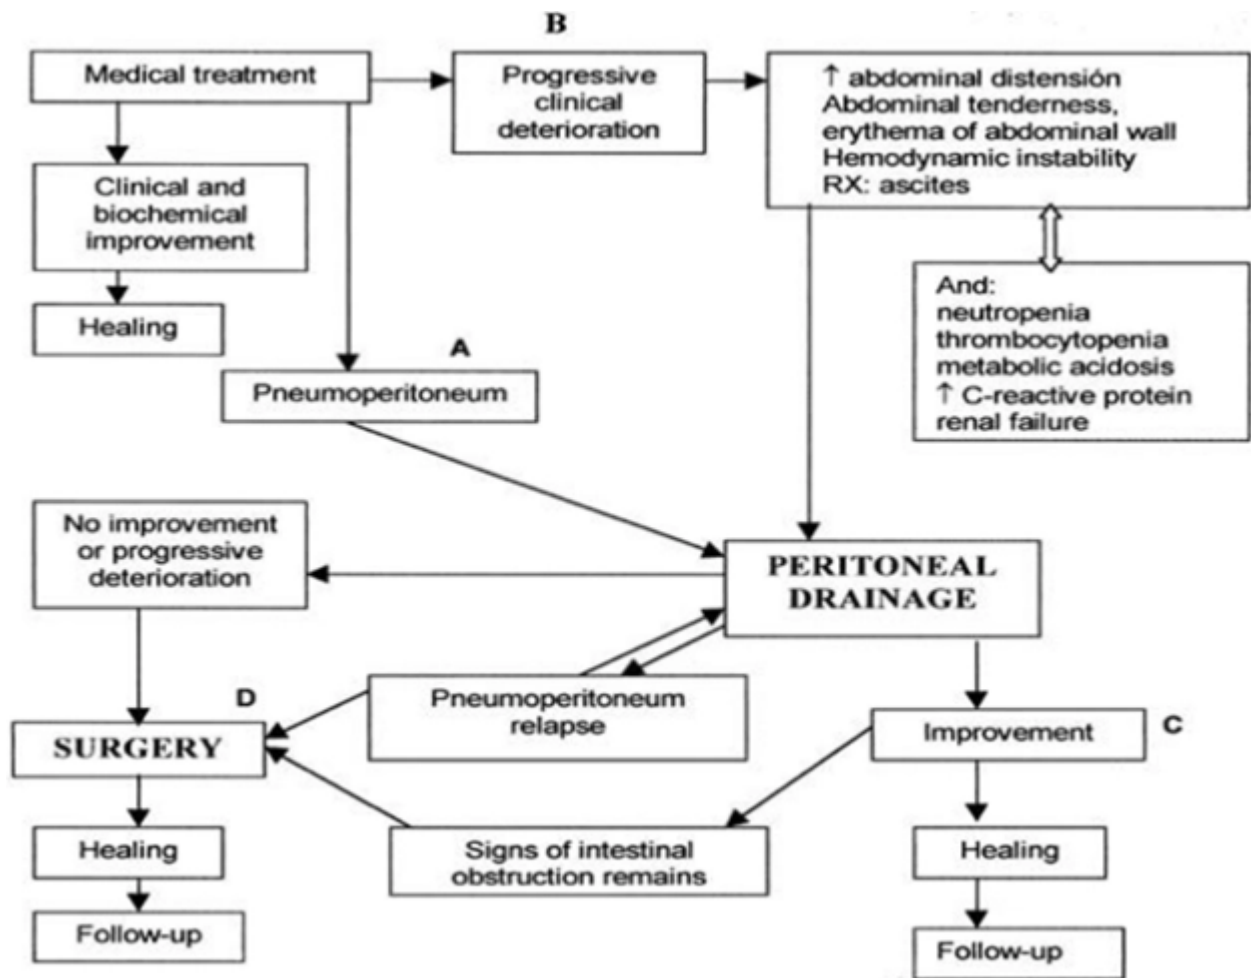 B
Medical treatment
Progressive
clinical
deterioration
↑ abdominal distensión
Abdominal tenderness,
erythema of abdominal wall
Hemodynamic instability
RX: ascites
Clinical and
biochemical
improvement
Healing
And:
neutropenia
thrombocytopenia
metabolic acidosis
↑ C-reactive protein
renal failure
A
Pneumoperitoneum
No improvement
or progressive
deterioration
PERITONEAL
DRAINAGE
Pneumoperitoneum
relapse
D
SURGERY
Improvement
C
Healing
Signs of intestinal
obstruction remains
Healing
Follow-up
Follow-up